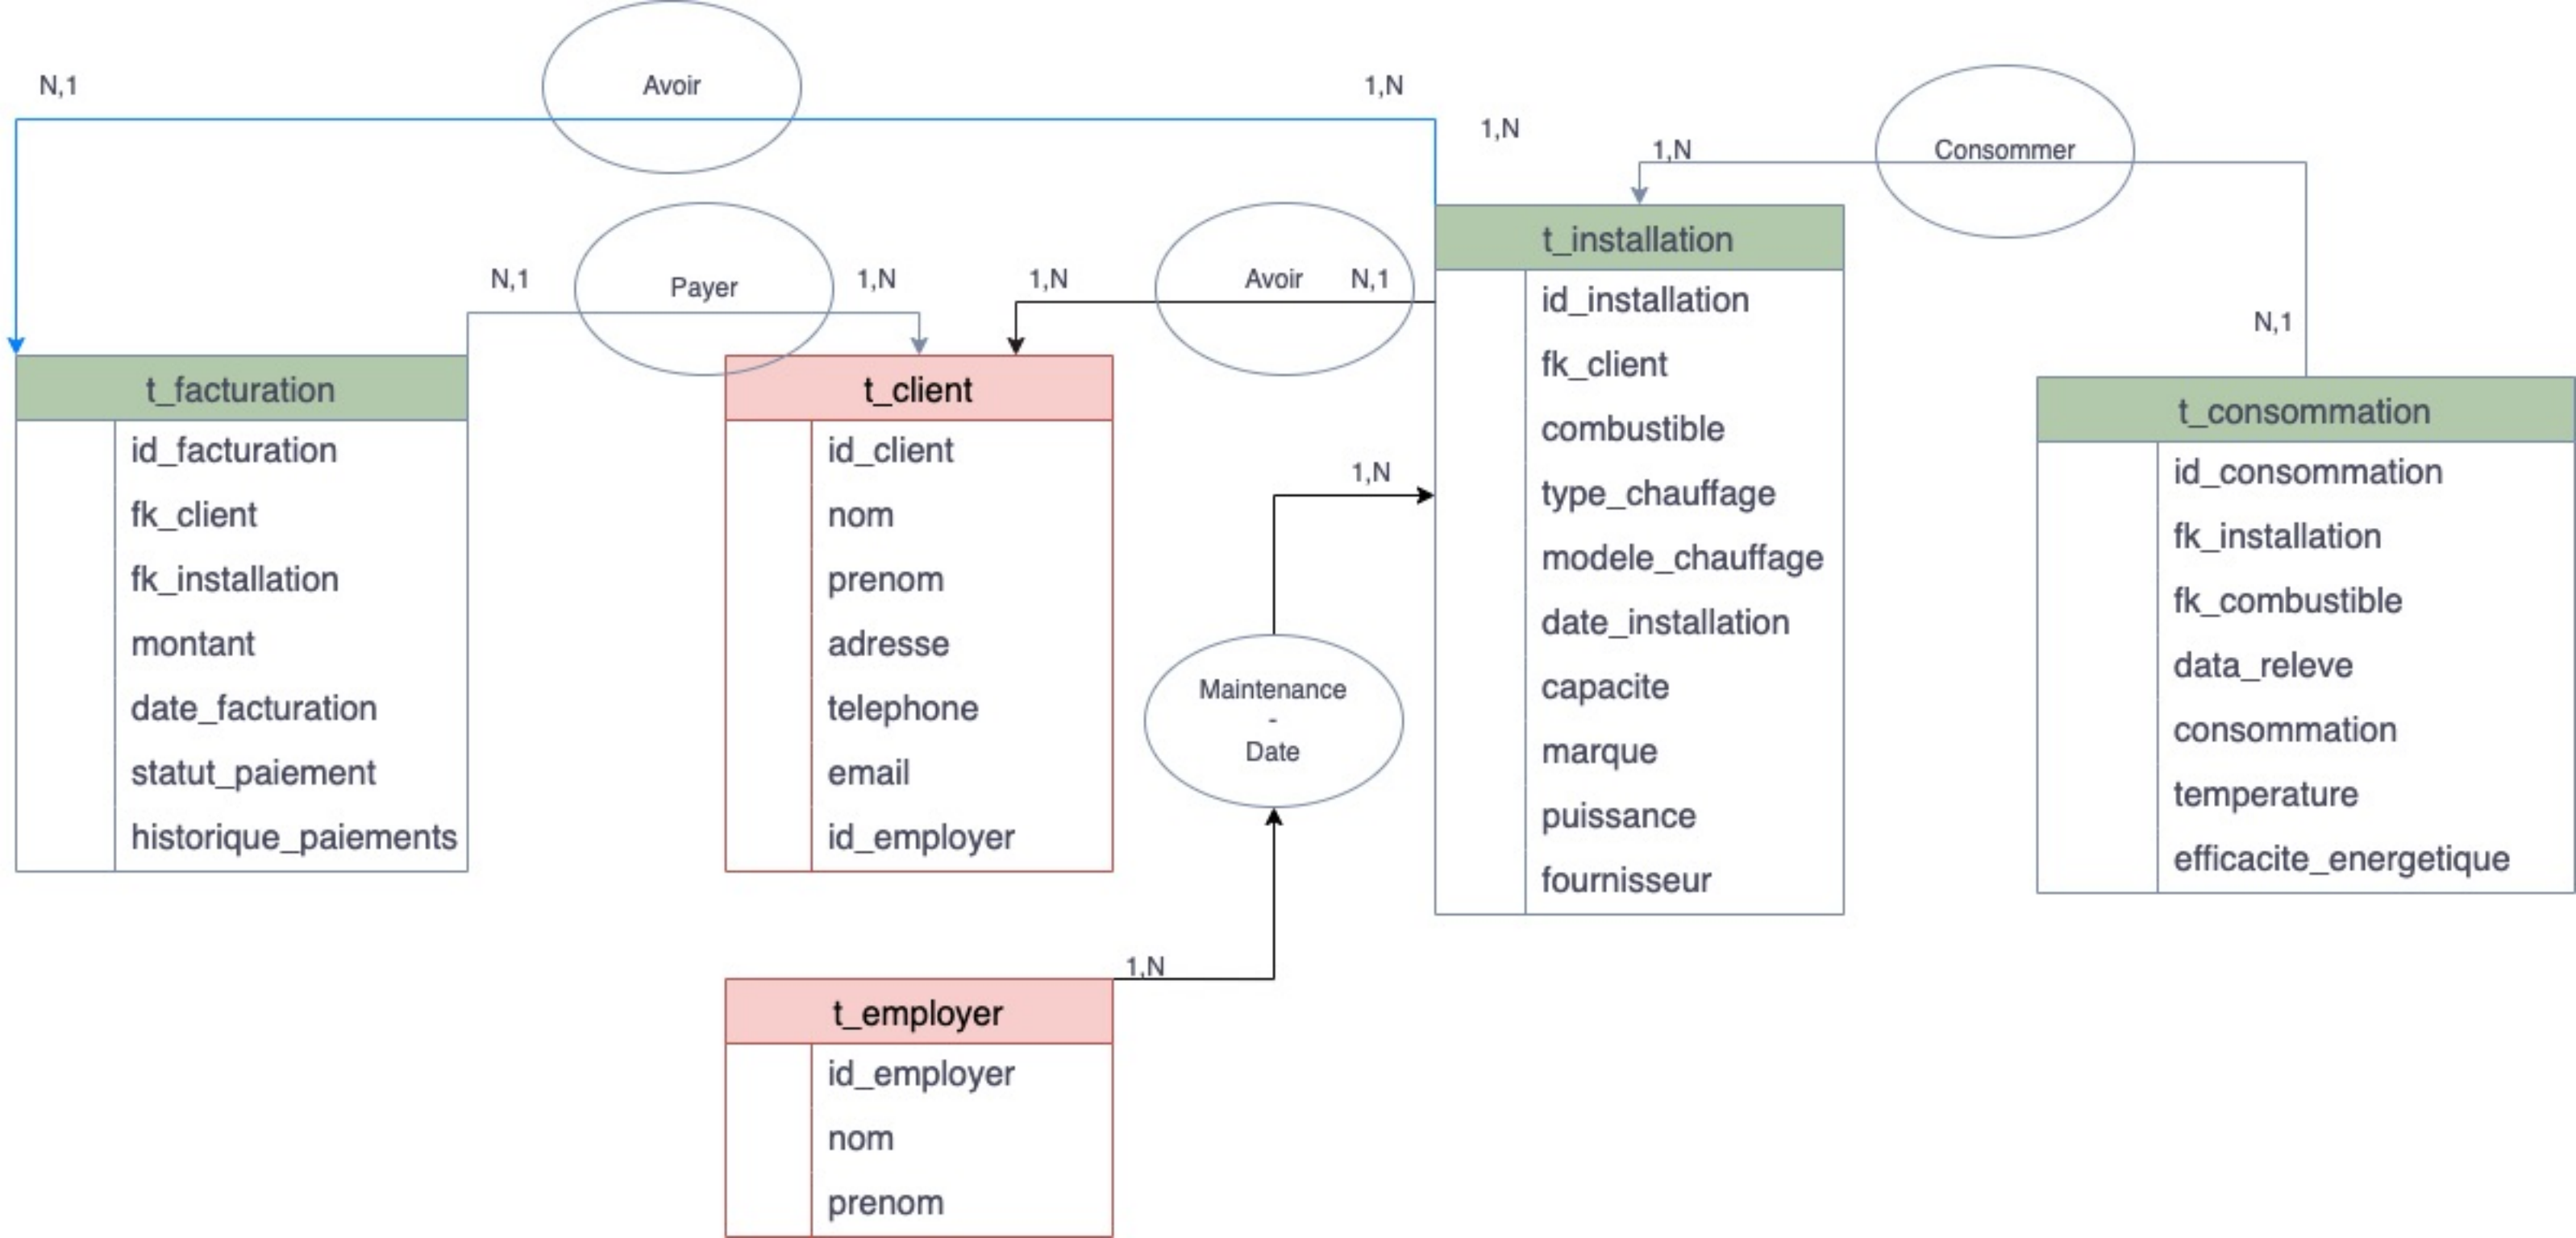 Avoir
N,1
1,N
1,N
1,N
Consommer
t_installation
N,1
Payer
1,N
1,N
Avoir
N,1
N,1
t_facturation
id_facturation
fk_client
fk_installation
montant
date_facturation
statut_paiement
historique_paiements
t_client
id_client
nom
prenom
adresse
telephone
email
id_employer
id_installation
fk_client
combustible
type_chauffage
modele_chauffage
date_installation
capacite
marque
puissance
fournisseur
t_consommation
id_consommation
fk_installation
fk_combustible
data_releve
consommation
temperature
efficacite_energetique
1,N
Maintenance
-
Date
1,N
t_employer
id_employer
nom
prenom